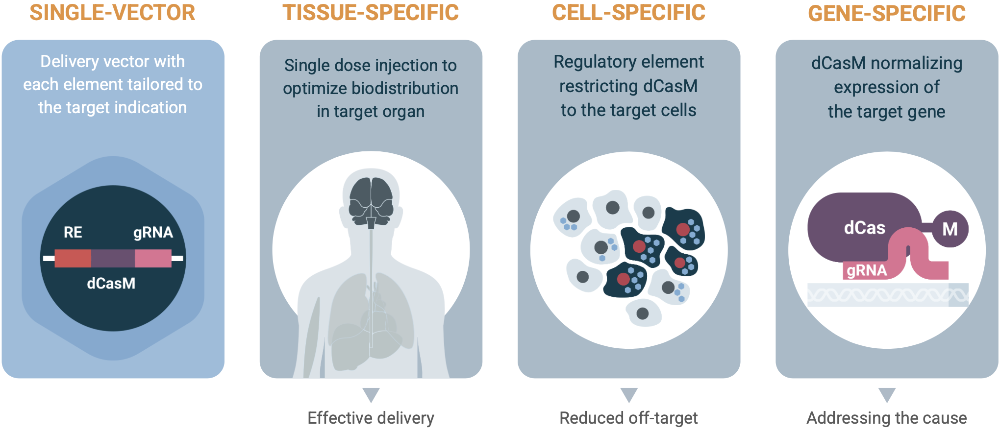 SINGLE-VECTOR
Delivery vector with
each element tailored to
the target indication
RE
gRNA
dCasM
TISSUE-SPECIFIC
Single dose injection to
optimize biodistribution
in target organ
Effective delivery
CELL-SPECIFIC
Regulatory element
restricting dCasM
to the target cells
Reduced off-target
GENE-SPECIFIC
dCasM normalizing
expression of
the target gene
dCas
M
gRNA
Addressing the cause